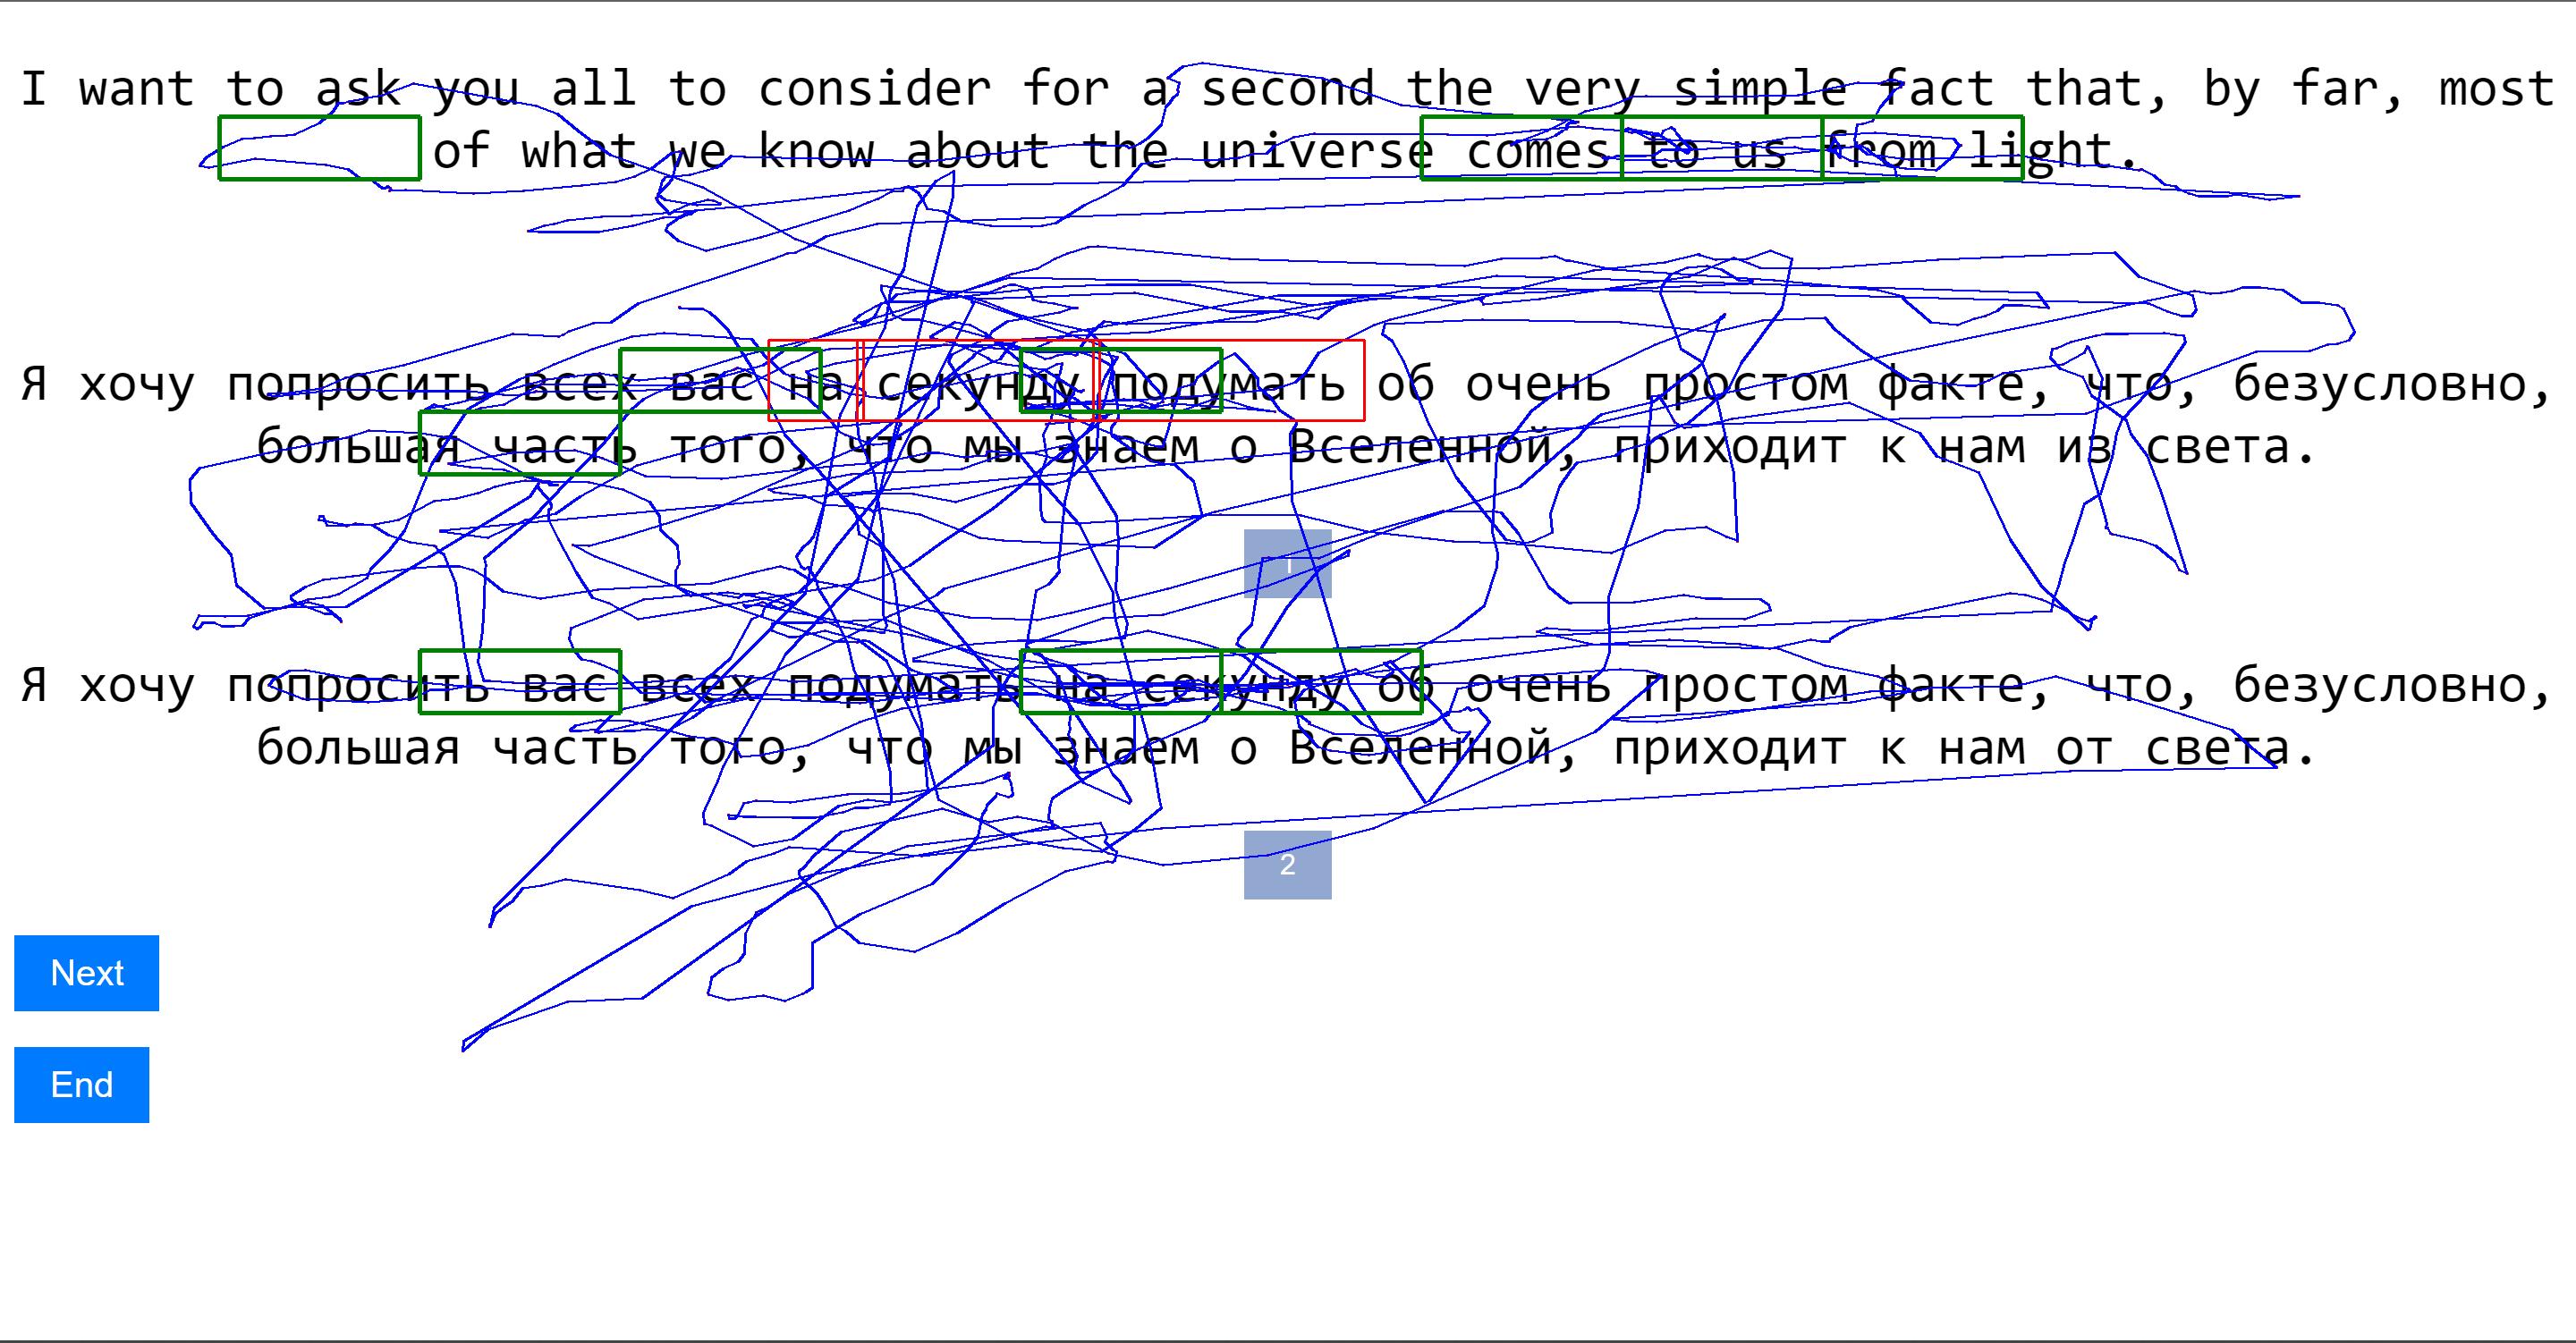 I want to ask you all to consider for a second the very simple fact that, by far, most
of what we know about the universe comes to us from light.
Я хочу попросить всех вас на секунду подумать об очень простом факте, что, безусловно,
большая часть того, что мы знаем о Вселенной, приходит к нам из света.
1
Я хочу попросить вас всех подумать на секунду об очень простом факте, что, безусловно,
большая часть того, что мы знаем о Вселенной, приходит к нам от света.
2
Next
End